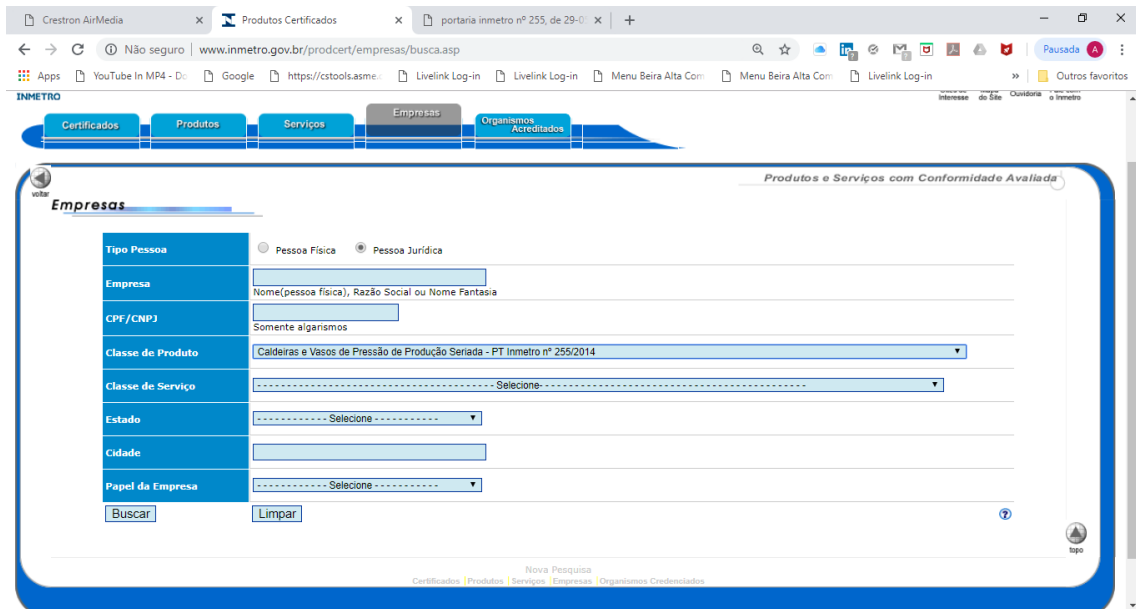 Crestron AirMedia
Produtos Certificados
portaria inmetro nº 255, de 29-0
Não seguro | www.inmetro.gov.br/prodcert/empresas/busca.asp
Pausada A
Apps YouTube In MP4 - Do Google https://cstools.asme.c Livelink Log-in Livelink Log-in Menu Beira Alta Com Menu Beira Alta Com Livelink Log-in » Outros favoritos
INMETRO
Interesse do Site Ouvidoria o Inmetro
Certificados Produtos Serviços Empresas Organismos
Acreditados
voltar
Produtos e Serviços com Conformidade Avaliada
Empresas
Tipo Pessoa Pessoa Física Pessoa Jurídica
Empresa
Nome(pessoa física), Razão Social ou Nome Fantasia
CPF/CNPJ
Somente algarismos
Classe de Produto Caldeiras e Vasos de Pressão de Produção Seriada - PT Inmetro nº 255/2014
Classe de Serviço - - - - - - - - - - - - - - - - - - - - - - - - - - - - - - - - - - - - - - - - Selecione- - - - - - - - - - - - - - - - - - - - - - - - - - - - - - - - - - - - - - - - - - - - -
Estado - - - - - - - - - - - - Selecione - - - - - - - - - - -
Cidade
Papel da Empresa - - - - - - - - - - - - Selecione - - - - - - - - - - -
Buscar Limpar
?
topo
Nova Pesquisa
Certificados | Produtos | Serviços | Empresas | Organismos Credenciados